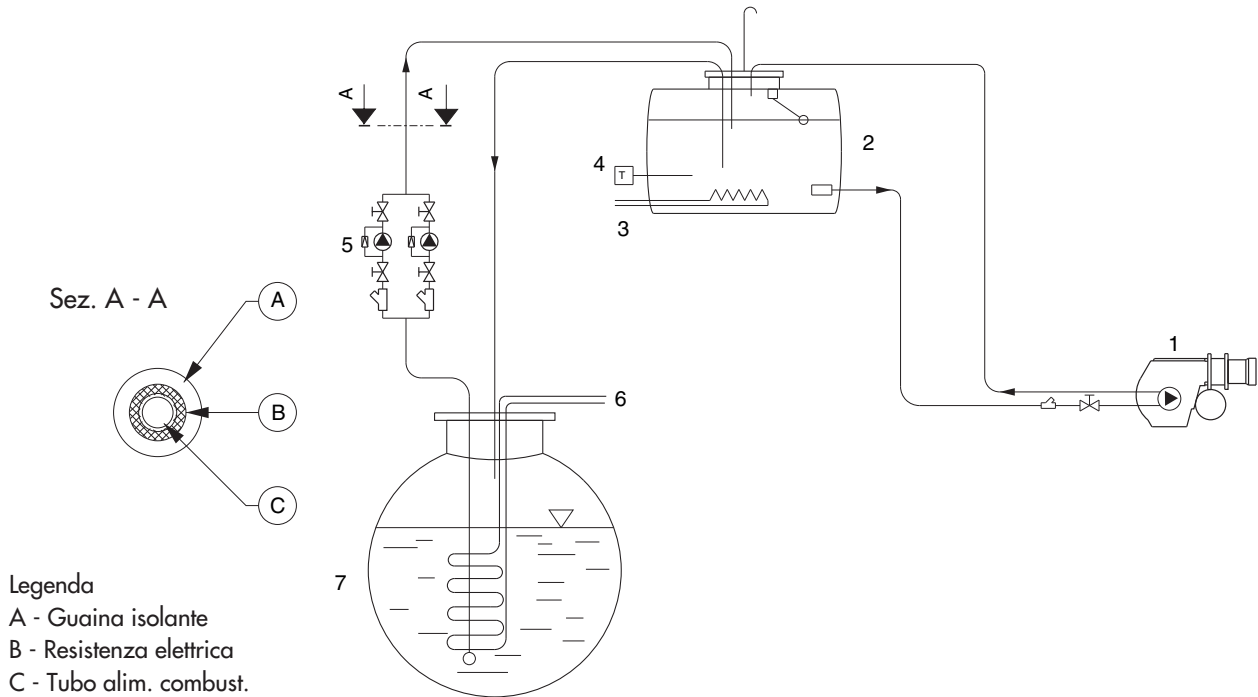 A
A
2
4
T
3
5
Sez. A - A
A
1
B
6
C
7
Legenda
A - Guaina isolante
B - Resistenza elettrica
C - Tubo alim. combust.